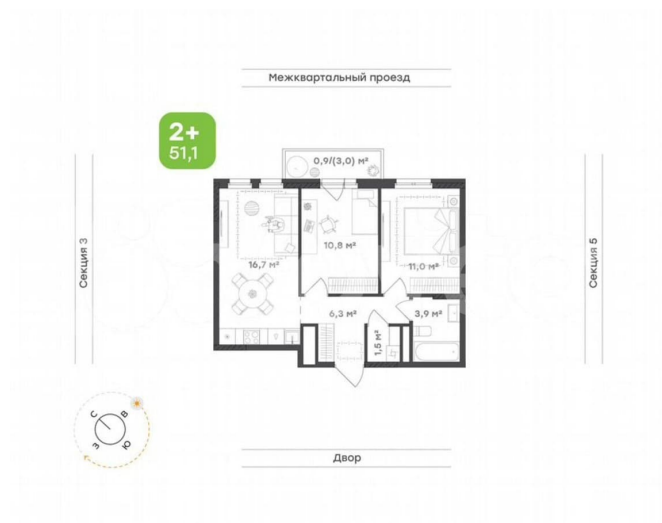 Межквартальный проезд
2+
51,1
0,9/(3,0) м²
Секция 3
Секция 5
10,8 м²
16,7 м²
11,0 м²
6,3 м²
3,9 м²
1,5 м²
С
В
З
Ю
Двор